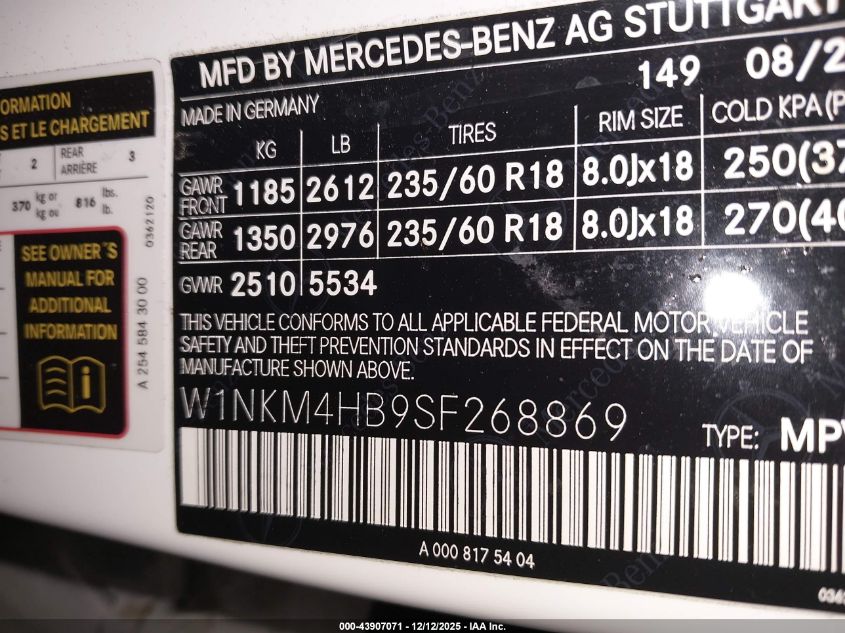 MFD BY MERCEDES-BENZ AG STUTTGART
149 08/2
MADE IN GERMANY
KG LB TIRES RIM SIZE COLD KPA(P
GAWR FRONT 1185 2612 235/60 R18 8.0Jx18 250(37
GAWR REAR 1350 2976 235/60 R18 8.0Jx18 270(40
GVWR 2510 5534
THIS VEHICLE CONFORMS TO ALL APPLICABLE FEDERAL MOTOR VEHICLE
SAFETY AND THEFT PREVENTION STANDARDS IN EFFECT ON THE DATE OF
MANUFACTURE SHOWN ABOVE.
W1NKM4HB9SF268869
TYPE: MPV
A 000 817 54 04
ORMATION
S ET LE CHARGEMENT
2 REAR ARRIÈRE 3
370 kg or kg ou 816 lbs. lb.
0362120
SEE OWNER'S
MANUAL FOR
ADDITIONAL
INFORMATION
A 254 584 30 00
000-43907071 - 12/12/2025 - IAA Inc.